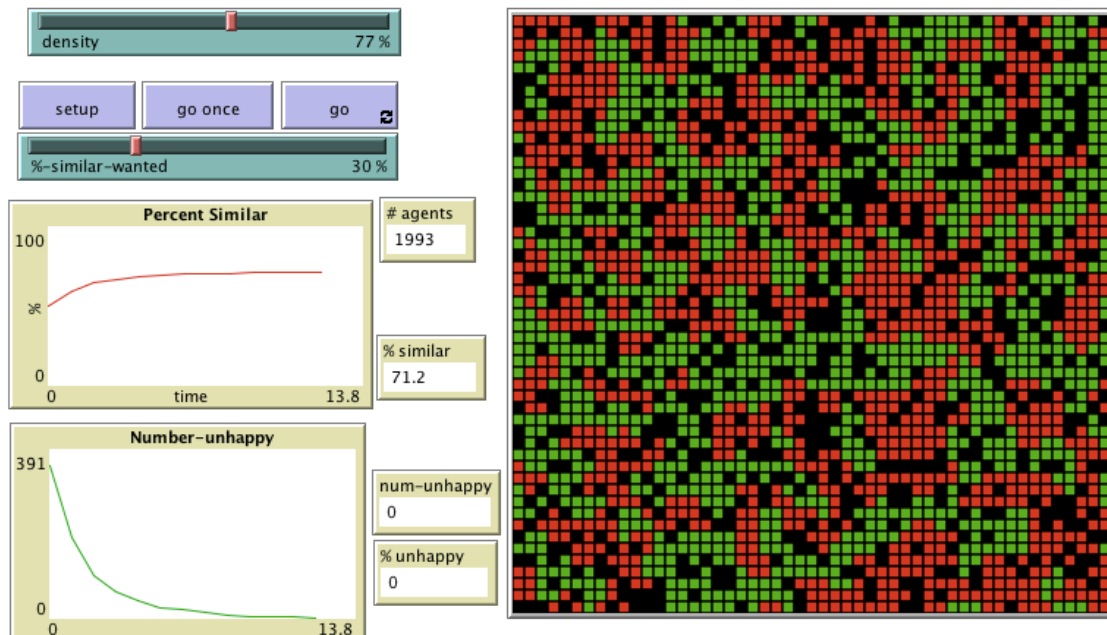 density 77 %
setup
go once
go
%-similar-wanted 30 %
Percent Similar
100
%
0
0 time 13.8
# agents
1993
% similar
71.2
Number-unhappy
391
0
0 13.8
num-unhappy
0
% unhappy
0